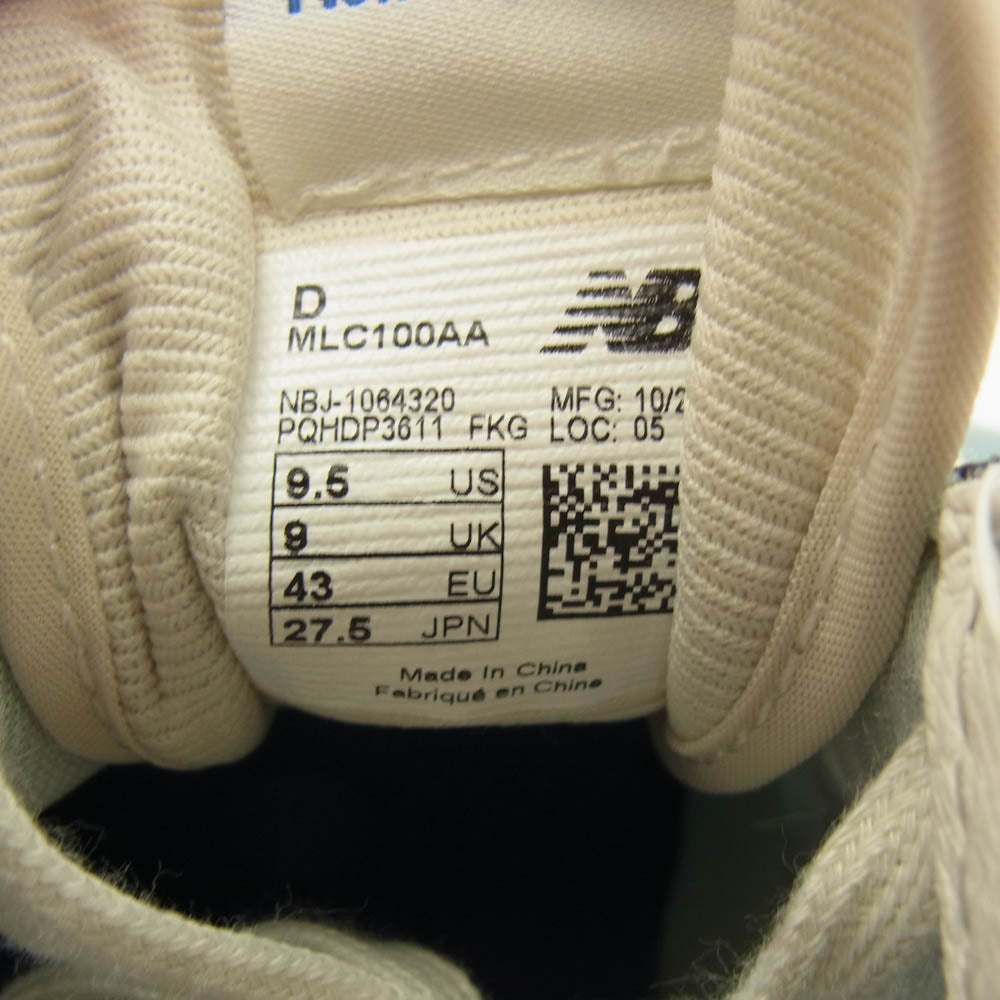 D
MLC100AA
NB
NBJ-1064320
PQHDP3611 FKG
MFG: 10/2
LOC: 05
9.5 US
9 UK
43 EU
27.5 JPN
Made In China
Fabriqué en Chine